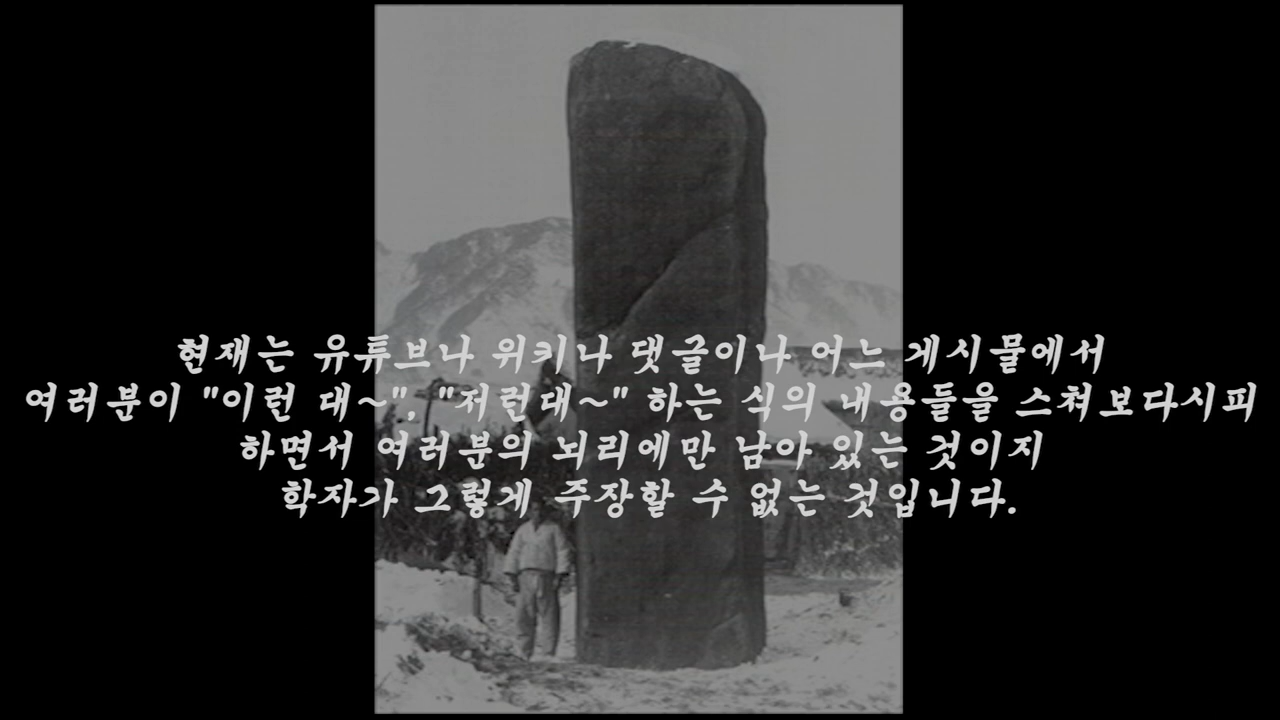 현재는 유튜브나 위키나 댓글이나 어느 게시물에서
여러분이 "이런 대~", "저런대~" 하는 식의 내용들을 스쳐보다시피
하면서 여러분의 뇌리에만 남아 있는 것이지
학자가 그렇게 주장할 수 없는 것입니다.